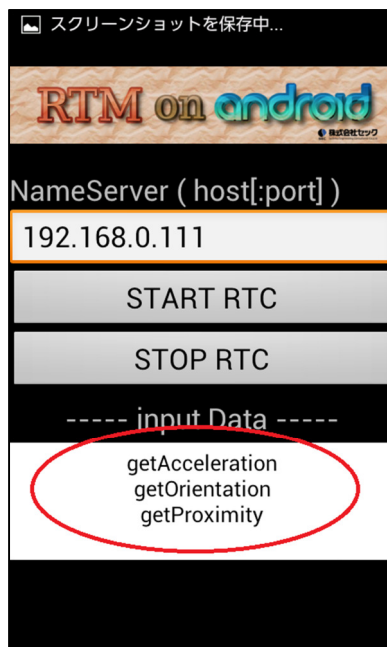 スクリーンショットを保存中...
RTM on android
株式会社セック
NameServer ( host[:port] )
192.168.0.111
START RTC
STOP RTC
----- input Data -----
getAcceleration
getOrientation
getProximity